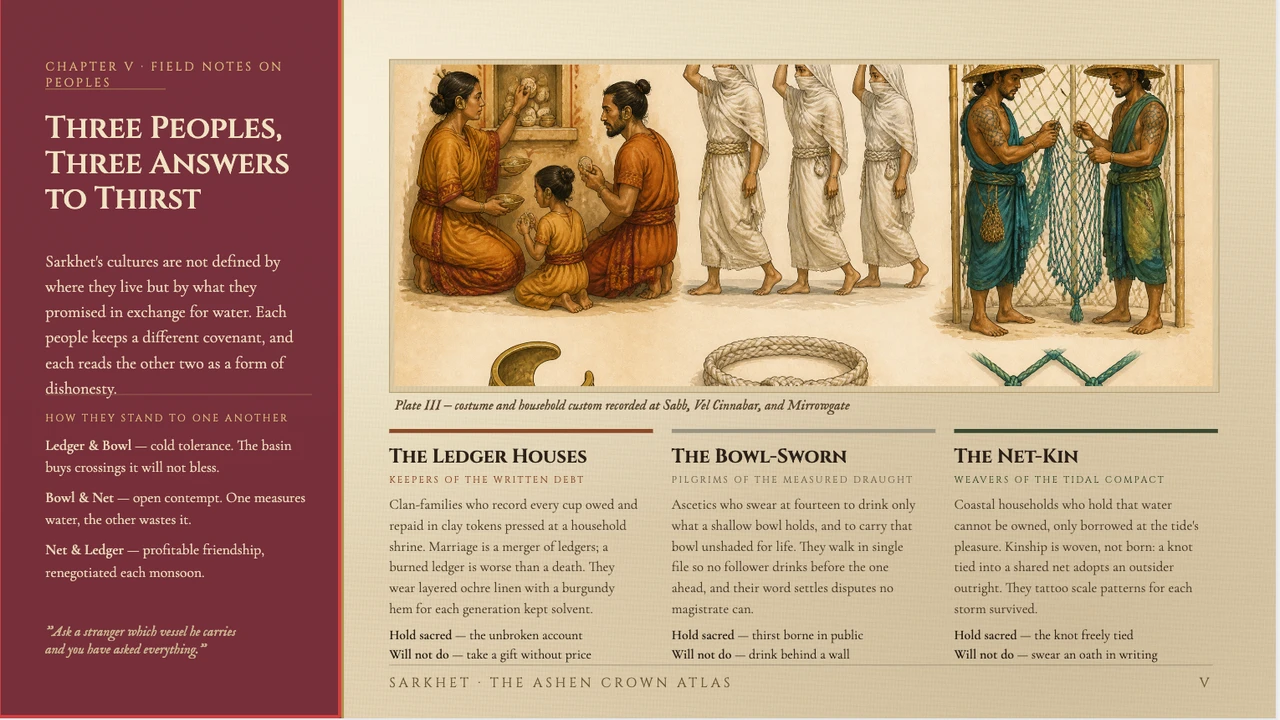 CHAPTER V · FIELD NOTES ON
PEOPLES
THREE PEOPLES,
THREE ANSWERS
TO THIRST
Sarkhet's cultures are not defined by
where they live but by what they
promised in exchange for water. Each
people keeps a different covenant, and
each reads the other two as a form of
dishonesty.
HOW THEY STAND TO ONE ANOTHER
Ledger & Bowl — cold tolerance. The basin
buys crossings it will not bless.
Bowl & Net — open contempt. One measures
water, the other wastes it.
Net & Ledger — profitable friendship,
renegotiated each monsoon.
"Ask a stranger which vessel he carries
and you have asked everything."
Plate III — costume and household custom recorded at Sabb, Vel Cinnabar, and Mirrowgate
THE LEDGER HOUSES
KEEPERS OF THE WRITTEN DEBT
Clan-families who record every cup owed and
repaid in clay tokens pressed at a household
shrine. Marriage is a merger of ledgers; a
burned ledger is worse than a death. They
wear layered ochre linen with a burgundy
hem for each generation kept solvent.
Hold sacred — the unbroken account
Will not do — take a gift without price
THE BOWL-SWORN
PILGRIMS OF THE MEASURED DRAUGHT
Ascetics who swear at fourteen to drink only
what a shallow bowl holds, and to carry that
bowl unshaded for life. They walk in single
file so no follower drinks before the one
ahead, and their word settles disputes no
magistrate can.
Hold sacred — thirst borne in public
Will not do — drink behind a wall
THE NET-KIN
WEAVERS OF THE TIDAL COMPACT
Coastal households who hold that water
cannot be owned, only borrowed at the tide's
pleasure. Kinship is woven, not born: a knot
tied into a shared net adopts an outsider
outright. They tattoo scale patterns for each
storm survived.
Hold sacred — the knot freely tied
Will not do — swear an oath in writing
SARKHET · THE ASHEN CROWN ATLAS
V